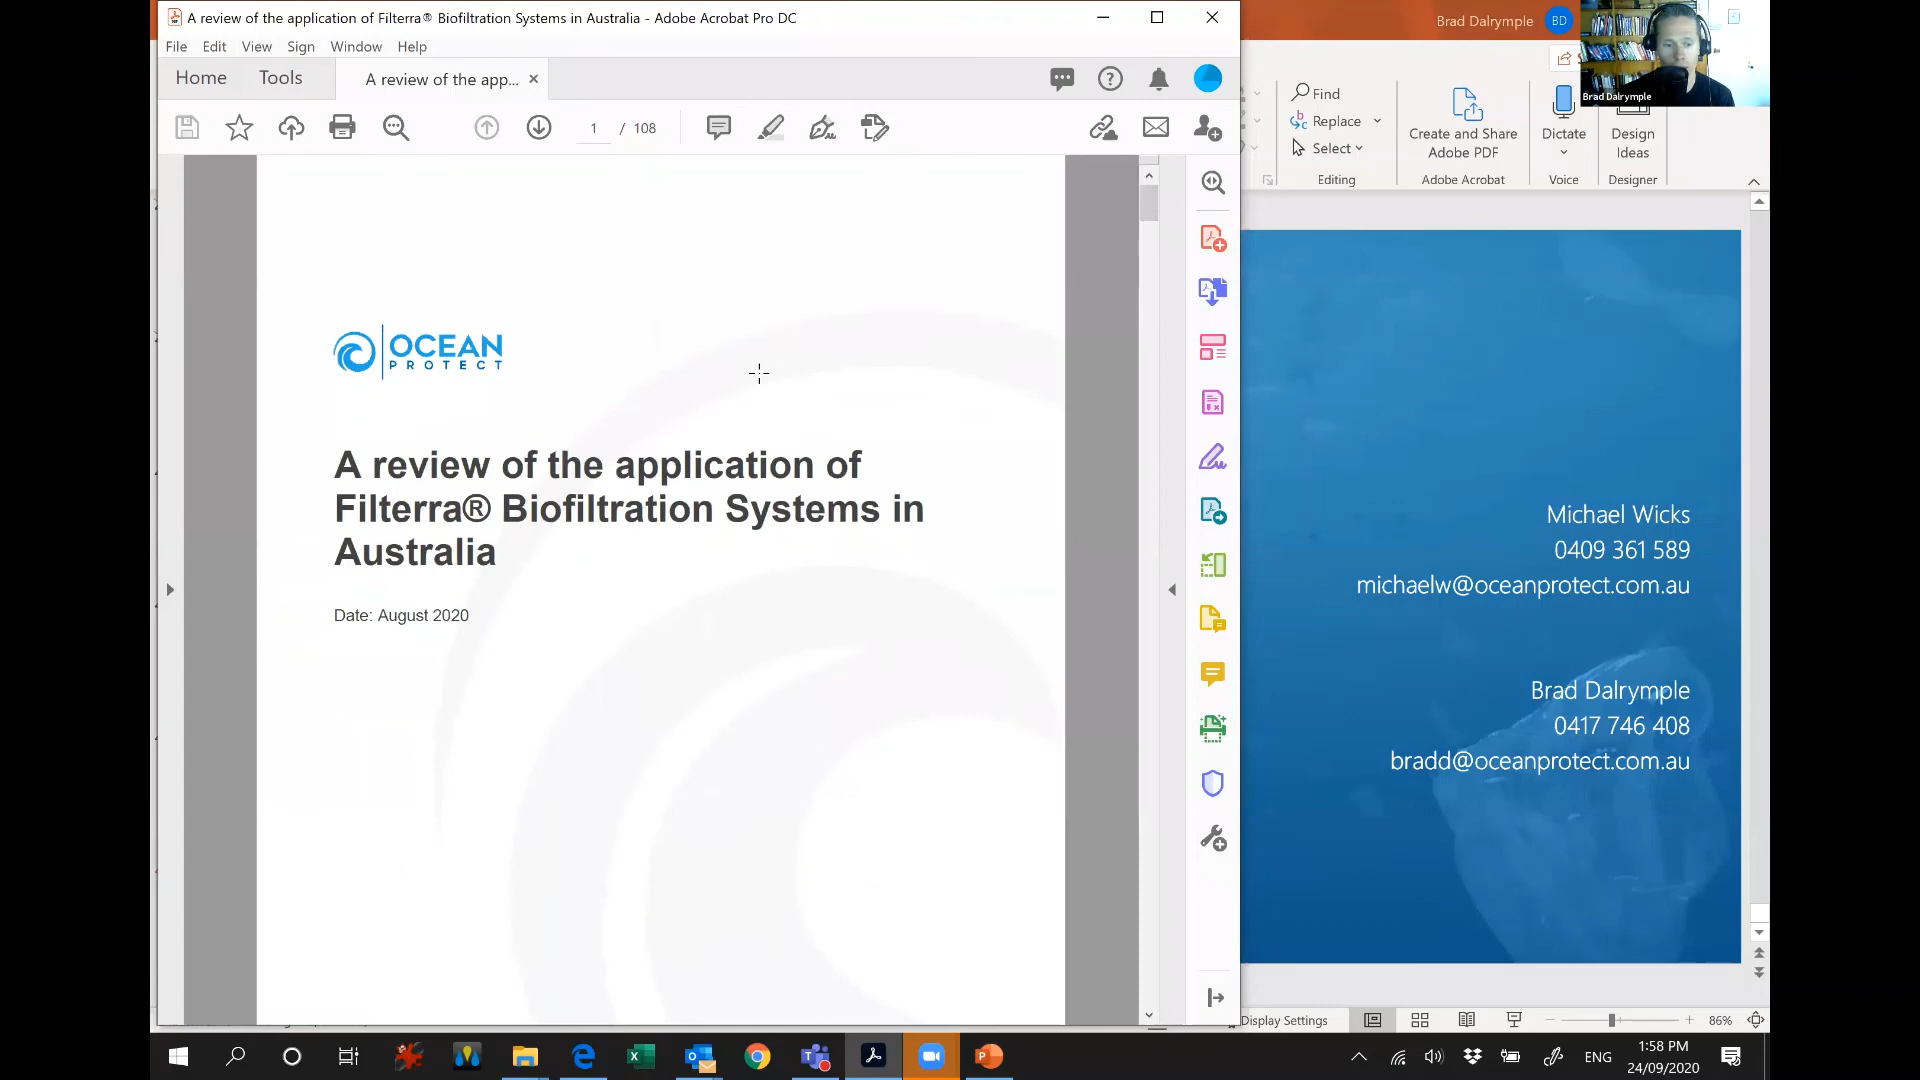 A review of the application of Filterra® Biofiltration Systems in Australia - Adobe Acrobat Pro DC
File Edit View Sign Window Help
Home Tools A review of the app...
1 / 108
OCEAN
PROTECT
A review of the application of
Filterra® Biofiltration Systems in
Australia
Date: August 2020
Brad Dalrymple BD
Brad Dalrymple
Find
Replace
Select
Editing
Create and Share
Adobe PDF
Adobe Acrobat
Dictate
Voice
Design
Ideas
Designer
Michael Wicks
0409 361 589
michaelw@oceanprotect.com.au
Brad Dalrymple
0417 746 408
bradd@oceanprotect.com.au
Display Settings
86%
ENG
1:58 PM
24/09/2020